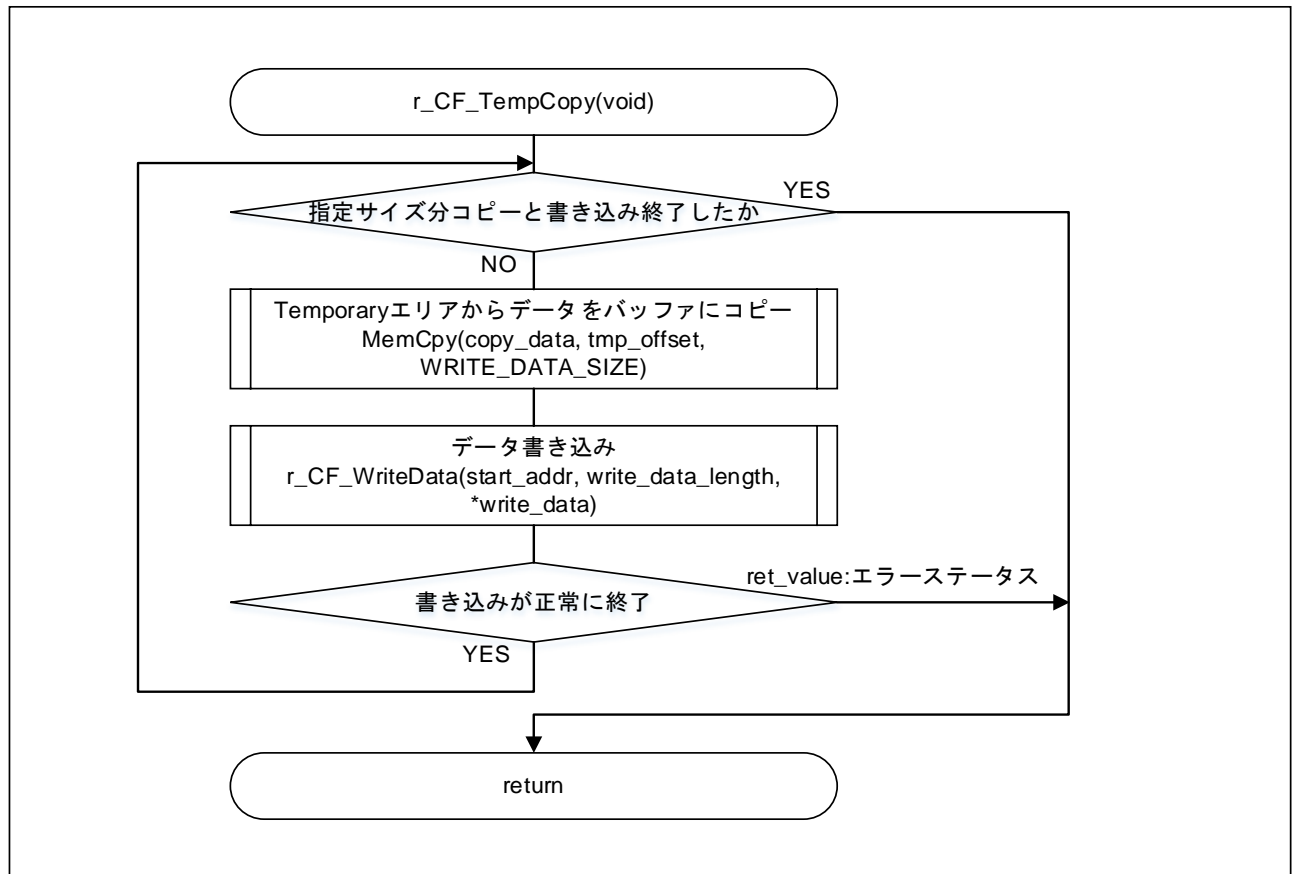 r_CF_TempCopy(void)
YES
指定サイズ分コピーと書き込み終了したか
NO
Temporaryエリアからデータをバッファにコピー
MemCpy(copy_data, tmp_offset,
WRITE_DATA_SIZE)
データ書き込み
r_CF_WriteData(start_addr, write_data_length,
*write_data)
ret_value:エラーステータス
書き込みが正常に終了
YES
return